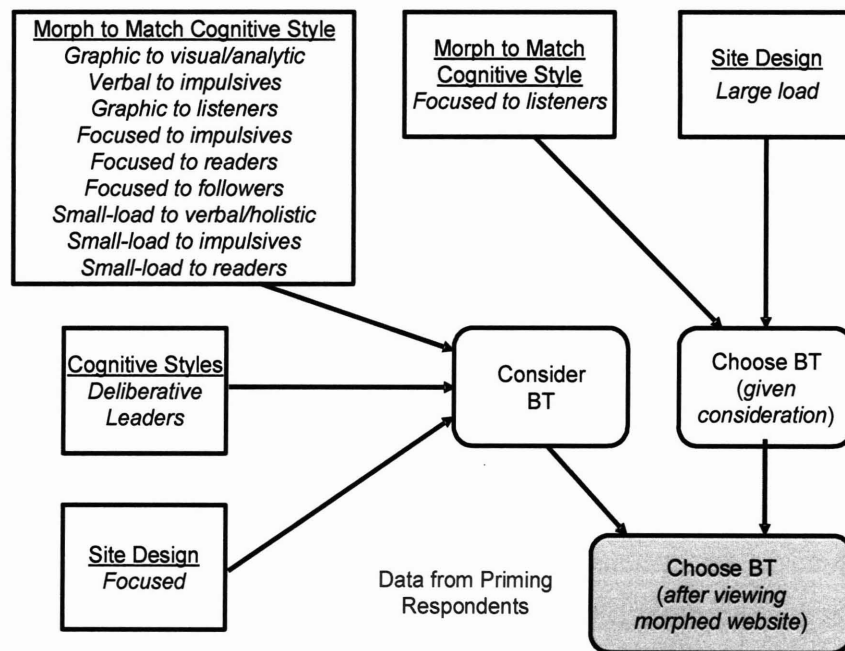 Morph to Match Cognitive Style
Graphic to visual/analytic
Verbal to impulsives
Graphic to listeners
Focused to impulsives
Focused to readers
Focused to followers
Small-load to verbal/holistic
Small-load to impulsives
Small-load to readers
Morph to Match
Cognitive Style
Focused to listeners
Site Design
Large load
Cognitive Styles
Deliberative
Leaders
Consider
BT
Choose BT
(given
consideration)
Site Design
Focused
Data from Priming
Respondents
Choose BT
(after viewing
morphed website)